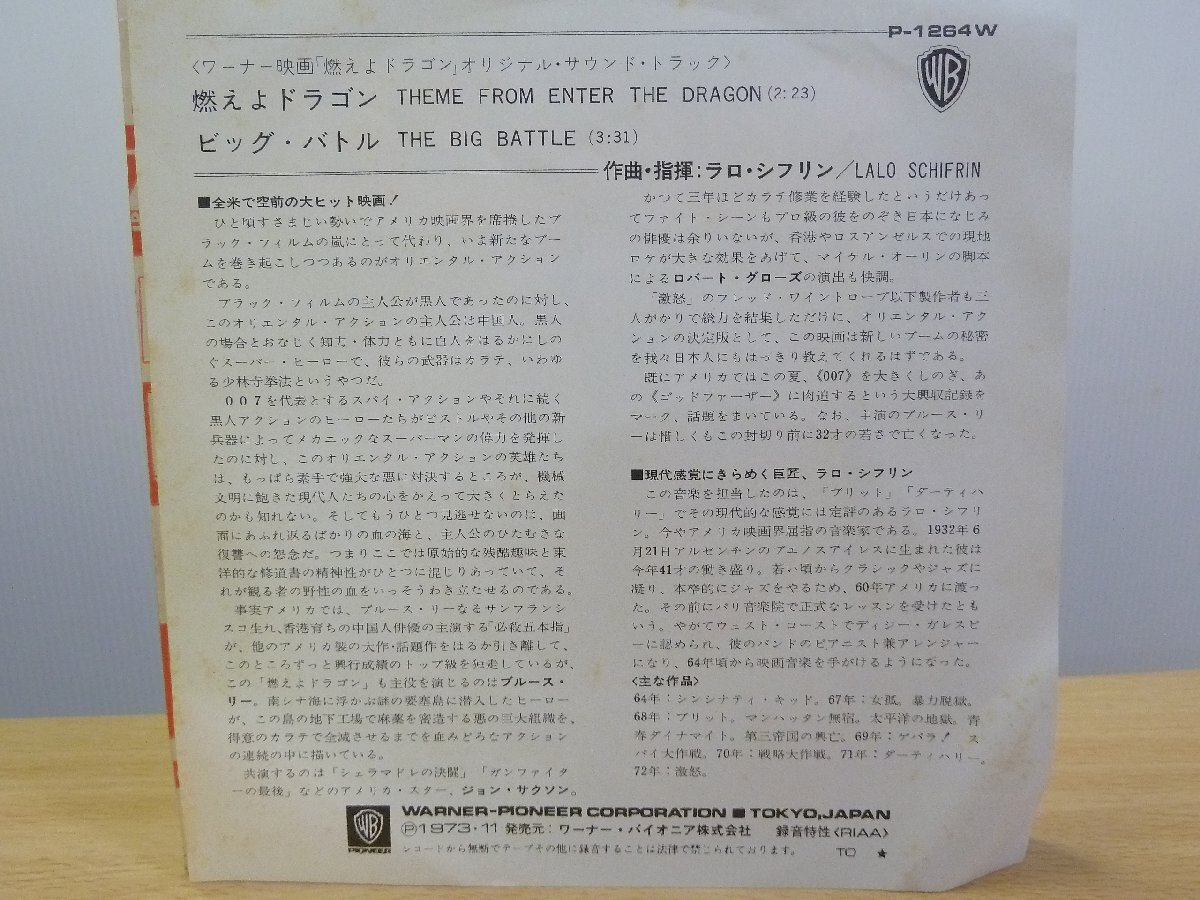 P-1264W
〈ワーナー映画「燃えよドラゴン」オリジナル・サウンド・トラック〉
WB
燃えよドラゴン THEME FROM ENTER THE DRAGON (2:23)
ビッグ・バトル THE BIG BATTLE (3:31)
作曲・指揮:ラロ・シフリン/LALO SCHIFRIN
■全米で空前の大ヒット映画!
ひと頃すさまじい勢いでアメリカ映画界を席捲したブ
ラック・フィルムの嵐にとって代わり、いま新たなブー
ムを巻き起こしつつあるのがオリエンタル・アクション
である。
ブラック・フィルムの主人公が黒人であったのに対し、
このオリエンタル・アクションの主人公は中国人。黒人
の場合とおなじく知力・体力ともに白人をはるかにしの
ぐスーパー・ヒーローで、彼らの武器はカラテ、いわゆ
る少林寺拳法というやつだ。
007を代表とするスパイ・アクションやそれに続く
黒人アクションのヒーローたちがピストルやその他の新
兵器によってメカニックなスーパーマンの偉力を発揮し
たのに対し、このオリエンタル・アクションの英雄たち
は、もっぱら素手で強大な悪に対決するところが、機械
文明に飽きた現代人たちの心をかえって大きくとらえた
のかも知れない。そしてもうひとつ見逃せないのは、画
面にあふれ返るばかりの血の海と、主人公のひたむきな
復讐への怨念だ。つまりここでは原始的な残酷趣味と東
洋的な修道書の精神性がひとつに混じりあっていて、そ
れが観る者の野性の血をいっそうわき立たせるのである。
事実アメリカでは、ブルース・リーなるサンフランシ
スコ生れ、香港育ちの中国人俳優の主演する「必殺五本指」
が、他のアメリカ製の大作・話題作をはるか引き離して、
このところずっと興行成績のトップ級を独走しているが、
この「燃えよドラゴン」も主役を演じるのはブルース・
リー。南シナ海に浮かぶ謎の要塞島に潜入したヒーロー
が、この島の地下工場で麻薬を密造する悪の巨大組織を、
得意のカラテで全滅させるまでを血みどろなアクション
の連続の中に描いている。
共演するのは「シェラマドレの決闘」「ガンファイタ
ーの最後」などのアメリカ・スター、ジョン・サクソン。
かつて三年ほどカラテ修業を経験したというだけあっ
てファイト・シーンもプロ級の彼をのぞき日本になじみ
の俳優は余りいないが、香港やロスアンゼルスでの現地
ロケが大きな効果をあげて、マイケル・オーリンの脚本
によるロバート・グローズの演出も快調。
「激怒」のフレッド・ワイントローブ以下製作者も三
人がかりで総力を結集しただけに、オリエンタル・アク
ションの決定版として、この映画は新しいブームの秘密
を我々日本人にもはっきり教えてくれるはずである。
既にアメリカではこの夏、《007》を大きくしのぎ、あ
の《ゴッドファーザー》に肉迫するという大興収記録を
マーク、話題をまいている。なお、主演のブルース・リ
ーは惜しくもこの封切り前に32才の若さで亡くなった。
■現代感覚にきらめく巨匠、ラロ・シフリン
この音楽を担当したのは、「ブリット」「ダーティハ
リー」でその現代的な感覚には定評のあるラロ・シフリ
ン。今やアメリカ映画界屈指の音楽家である。1932年6
月21日アルゼンチンのブエノスアイレスに生まれた彼は
今年41才の働き盛り。若い頃からクラシックやジャズに
凝り、本格的にジャズをやるため、60年アメリカに渡っ
た。その前にパリ音楽院で正式なレッスンを受けたとも
いう。やがてウェスト・コーストでディジー・ガレスピ
ーに認められ、彼のバンドのピアニスト兼アレンジャー
になり、64年頃から映画音楽を手がけるようになった。
〈主な作品〉
64年:シンシナティ・キッド。67年:女狐。暴力脱獄。
68年:ブリット。マンハッタン無宿。太平洋の地獄。青
春ダイナマイト。第三帝国の興亡。69年:ゲバラ! ス
パイ大作戦。70年:戦略大作戦。71年:ダーティハリー。
72年:激怒。
WB
PIONEER
WARNER-PIONEER CORPORATION ■ TOKYO,JAPAN
Ⓟ1973・11 発売元:ワーナー・パイオニア株式会社 録音特性〈RIAA〉
レコードから無断でテープその他に録音することは法律で禁じられております。 TO ★